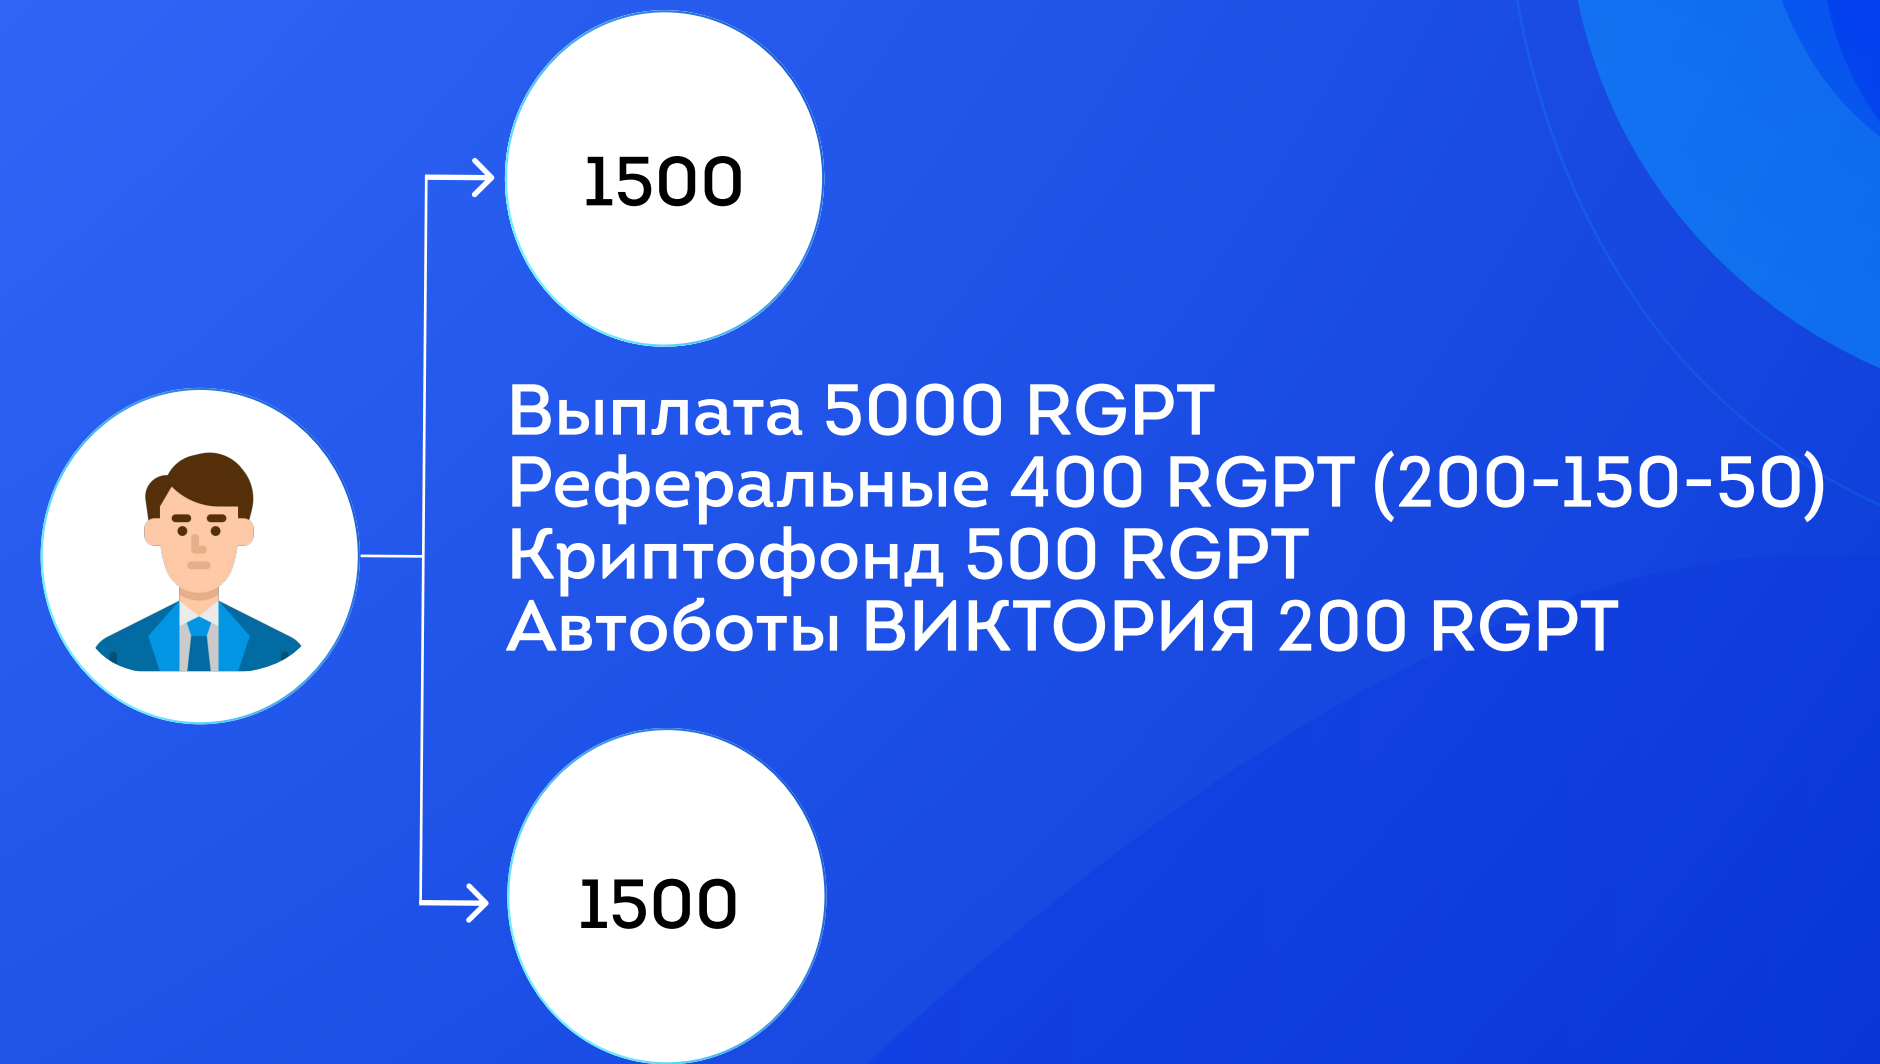 1500
Выплата 5000 RGPT
Реферальные 400 RGPT (200-150-50)
Криптофонд 500 RGPT
Автоботы ВИКТОРИЯ 200 RGPT
1500